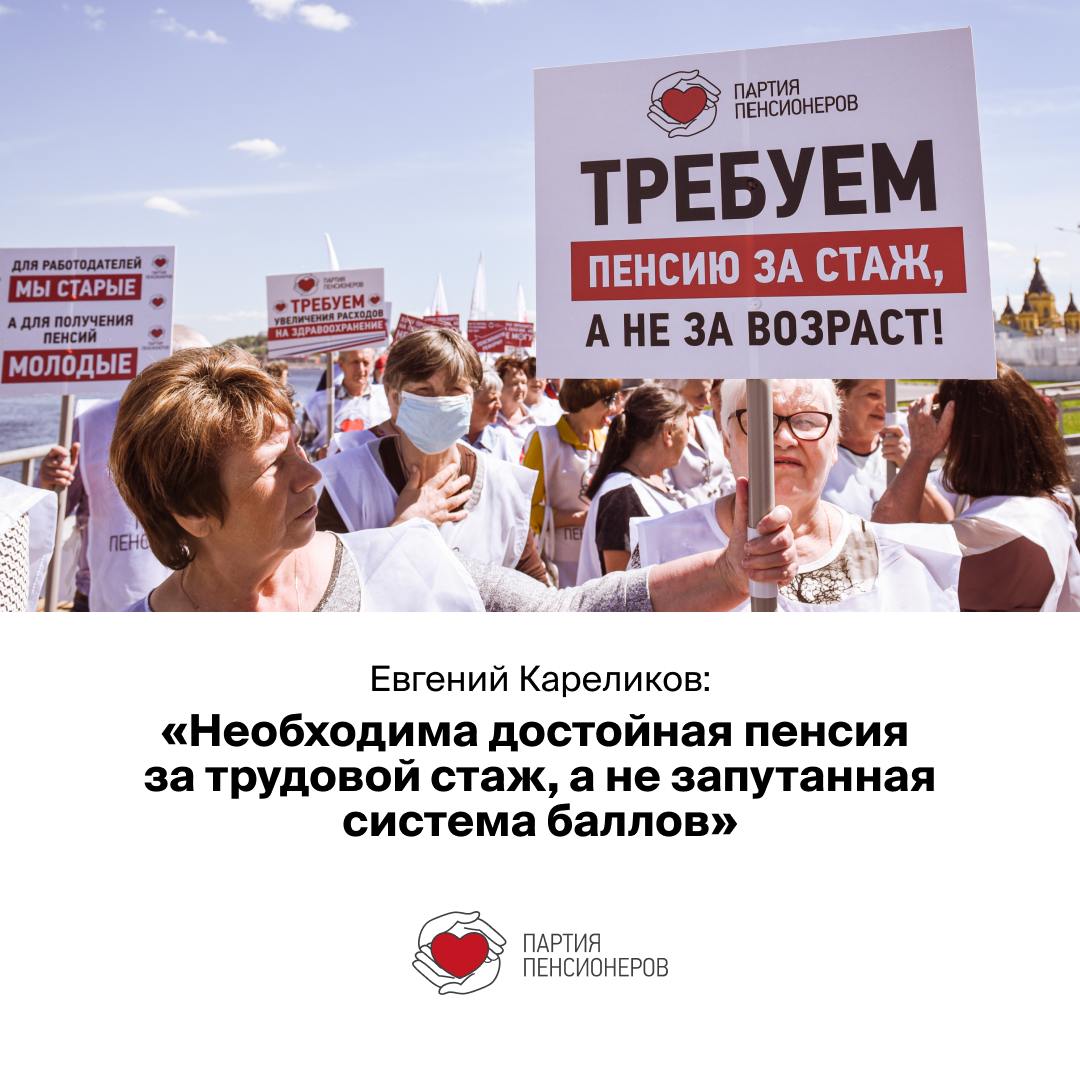 ПАРТИЯ
ПЕНСИОНЕРОВ
ТРЕБУЕМ
ПЕНСИЮ ЗА СТАЖ,
А НЕ ЗА ВОЗРАСТ!
ДЛЯ РАБОТОДАТЕЛЕЙ
МЫ СТАРЫЕ
А ДЛЯ ПОЛУЧЕНИЯ
ПЕНСИЙ
МОЛОДЫЕ
ПАРТИЯ
ПЕНСИОНЕРОВ
ТРЕБУЕМ
УВЕЛИЧЕНИЯ РАСХОДОВ
НА ЗДРАВООХРАНЕНИЕ
Евгений Кареликов:
«Необходима достойная пенсия
за трудовой стаж, а не запутанная
система баллов»
ПАРТИЯ
ПЕНСИОНЕРОВ